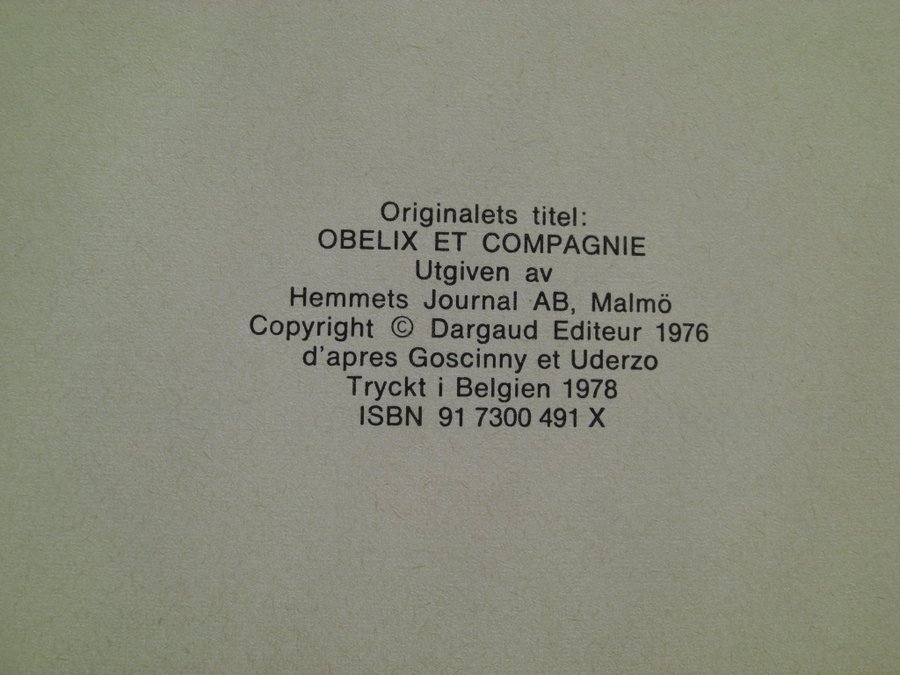 Originalets titel:
OBELIX ET COMPAGNIE
Utgiven av
Hemmets Journal AB, Malmö
Copyright © Dargaud Editeur 1976
d'apres Goscinny et Uderzo
Tryckt i Belgien 1978
ISBN 91 7300 491 X